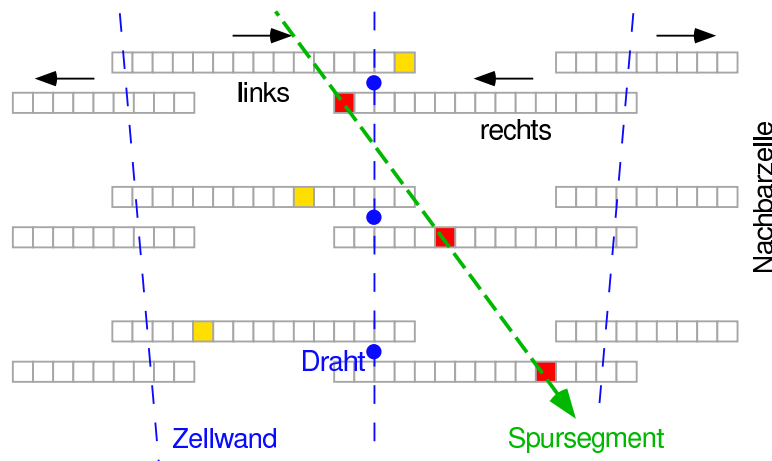 links
rechts
Nachbarzelle
Draht
Zellwand
Spursegment